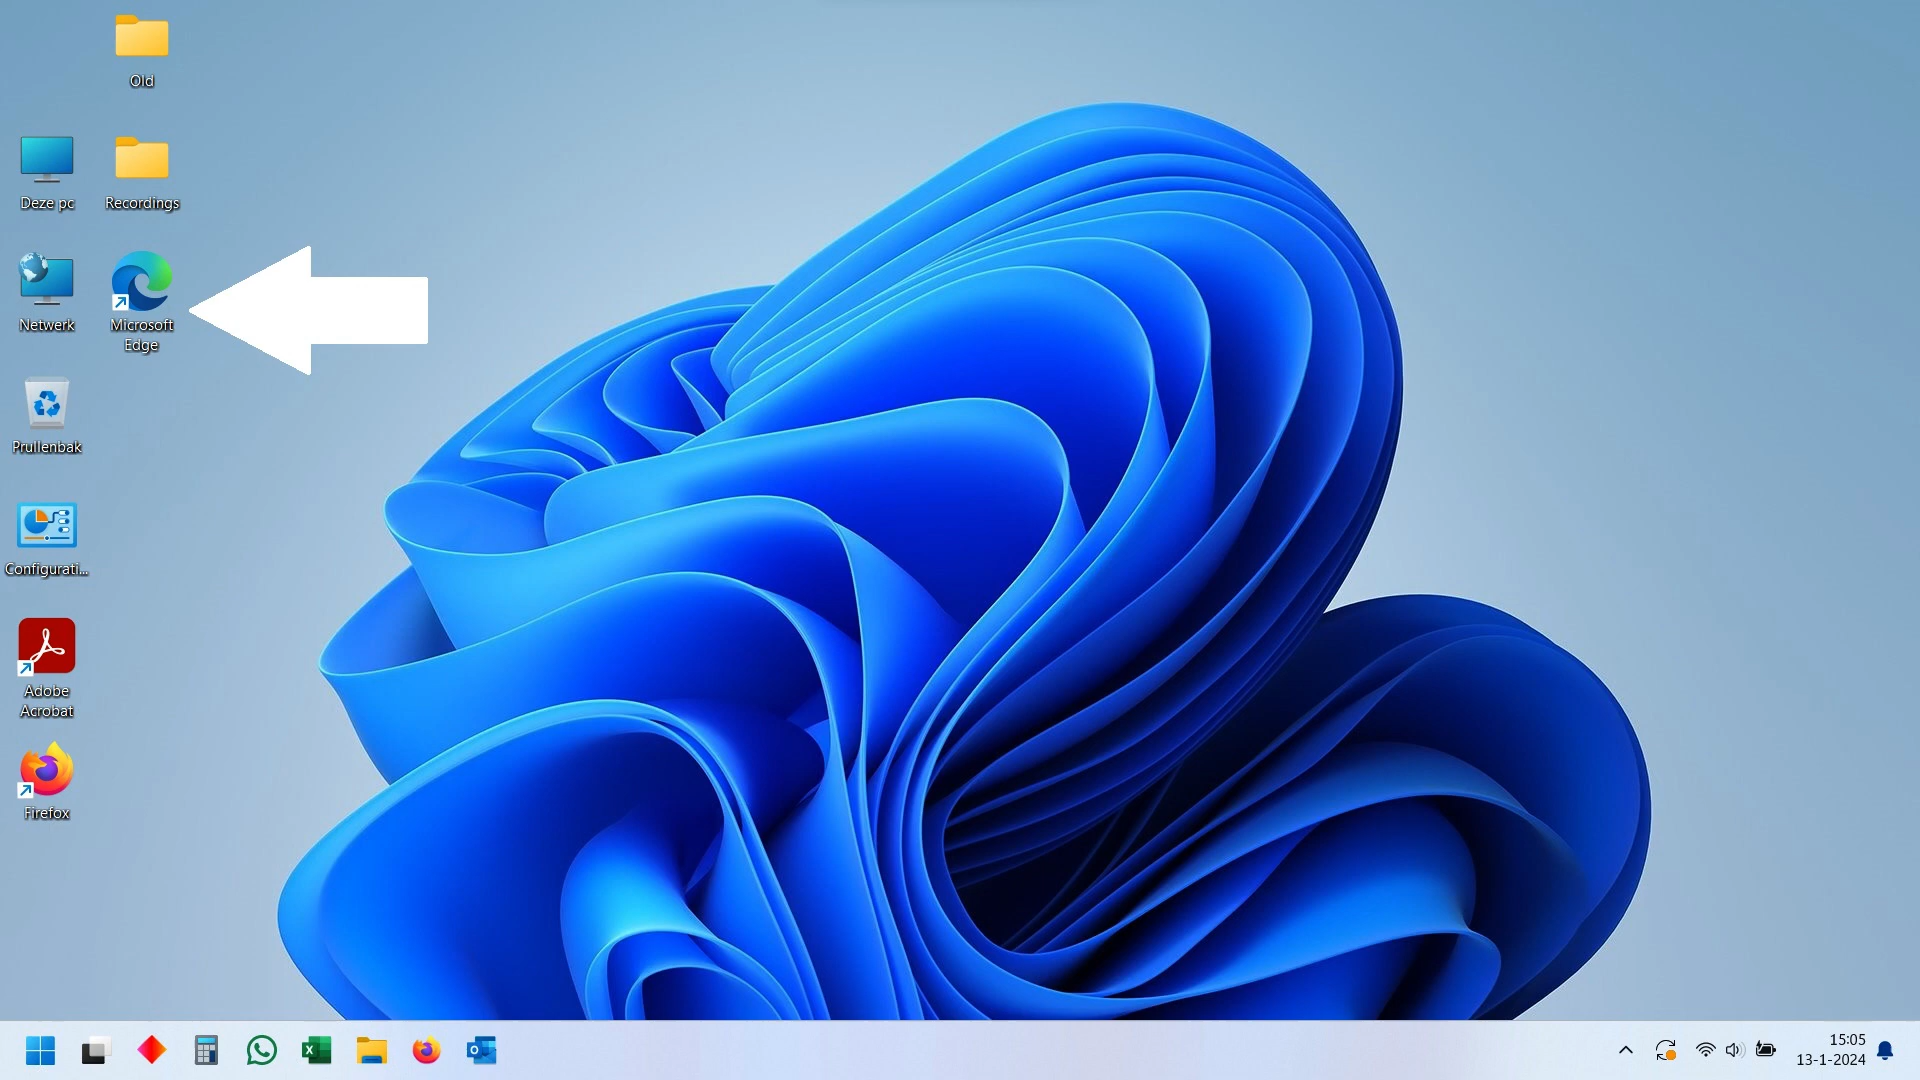 Old
Deze pc
Recordings
Netwerk
Microsoft
Edge
Prullenbak
Configurati...
Adobe
Acrobat
Firefox
15:05
13-1-2024